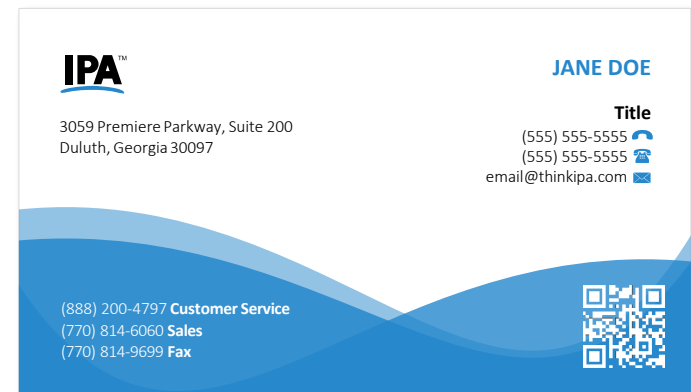 IPA™
3059 Premiere Parkway, Suite 200
Duluth, Georgia 30097
JANE DOE
Title
(555) 555-5555
(555) 555-5555
email@thinkipa.com
(888) 200-4797 Customer Service
(770) 814-6060 Sales
(770) 814-9699 Fax